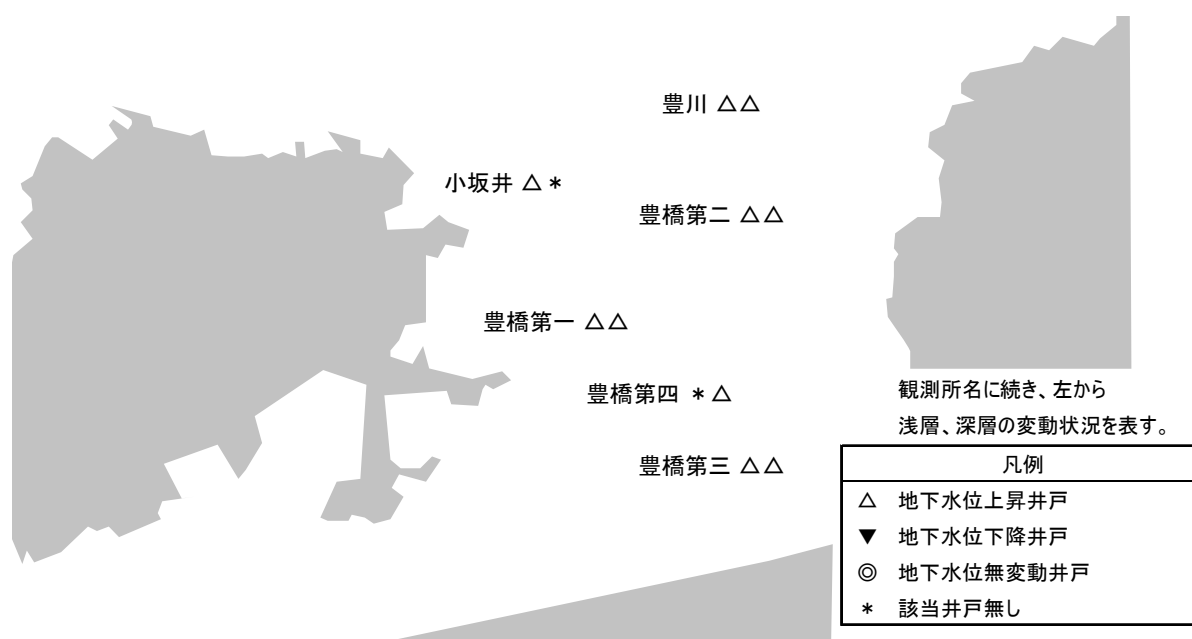 豊川 △△
小坂井 △*
豊橋第二 △△
豊橋第一 △△
豊橋第四 *△
豊橋第三 △△
観測所名に続き、左から
浅層、深層の変動状況を表す。
凡例
△ 地下水位上昇井戸
▼ 地下水位下降井戸
◎ 地下水位無変動井戸
* 該当井戸無し